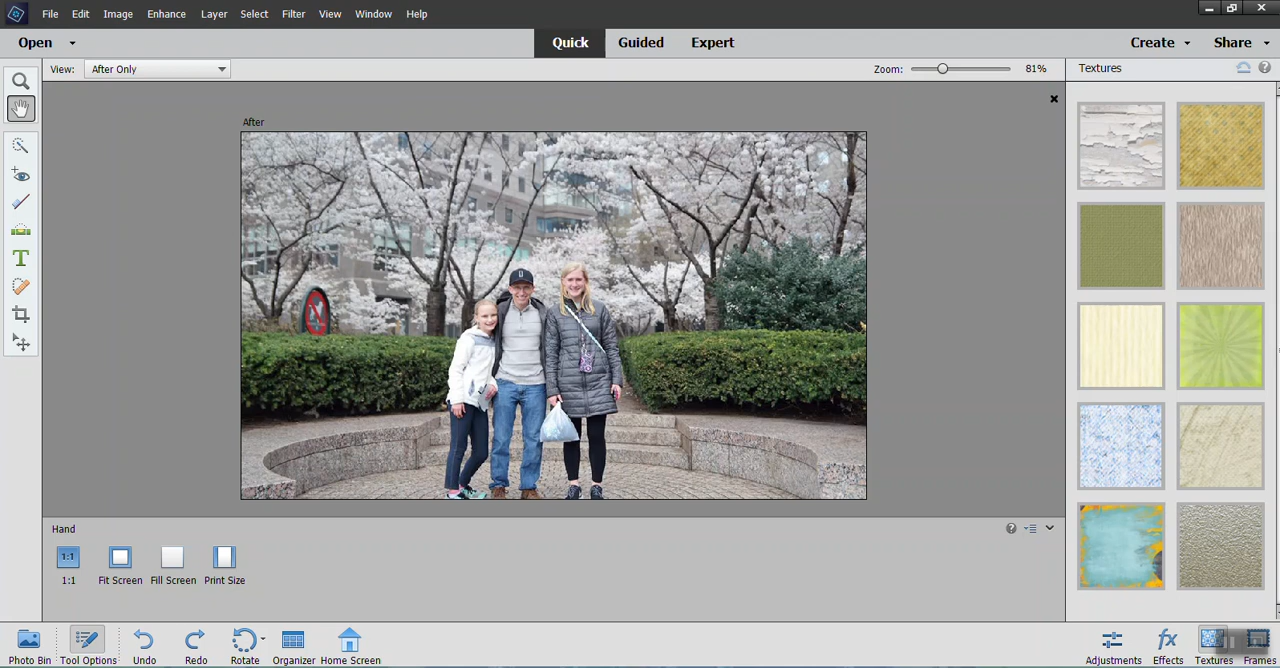 File Edit Image Enhance Layer Select Filter View Window Help
Open Quick Guided Expert Create Share
View: After Only Zoom: 81% Textures
After
T
Hand
1:1
1:1 Fit Screen Fill Screen Print Size
fx
Photo Bin Tool Options Undo Redo Rotate Organizer Home Screen Adjustments Effects Textures Frames